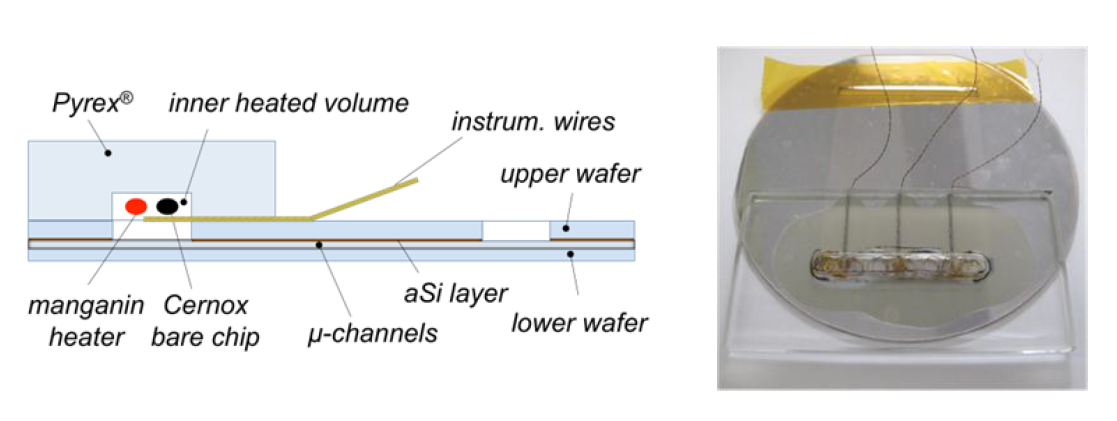 Pyrex® inner heated volume
instrum. wires
upper wafer
manganin heater
Cernox bare chip
μ-channels
aSi layer
lower wafer